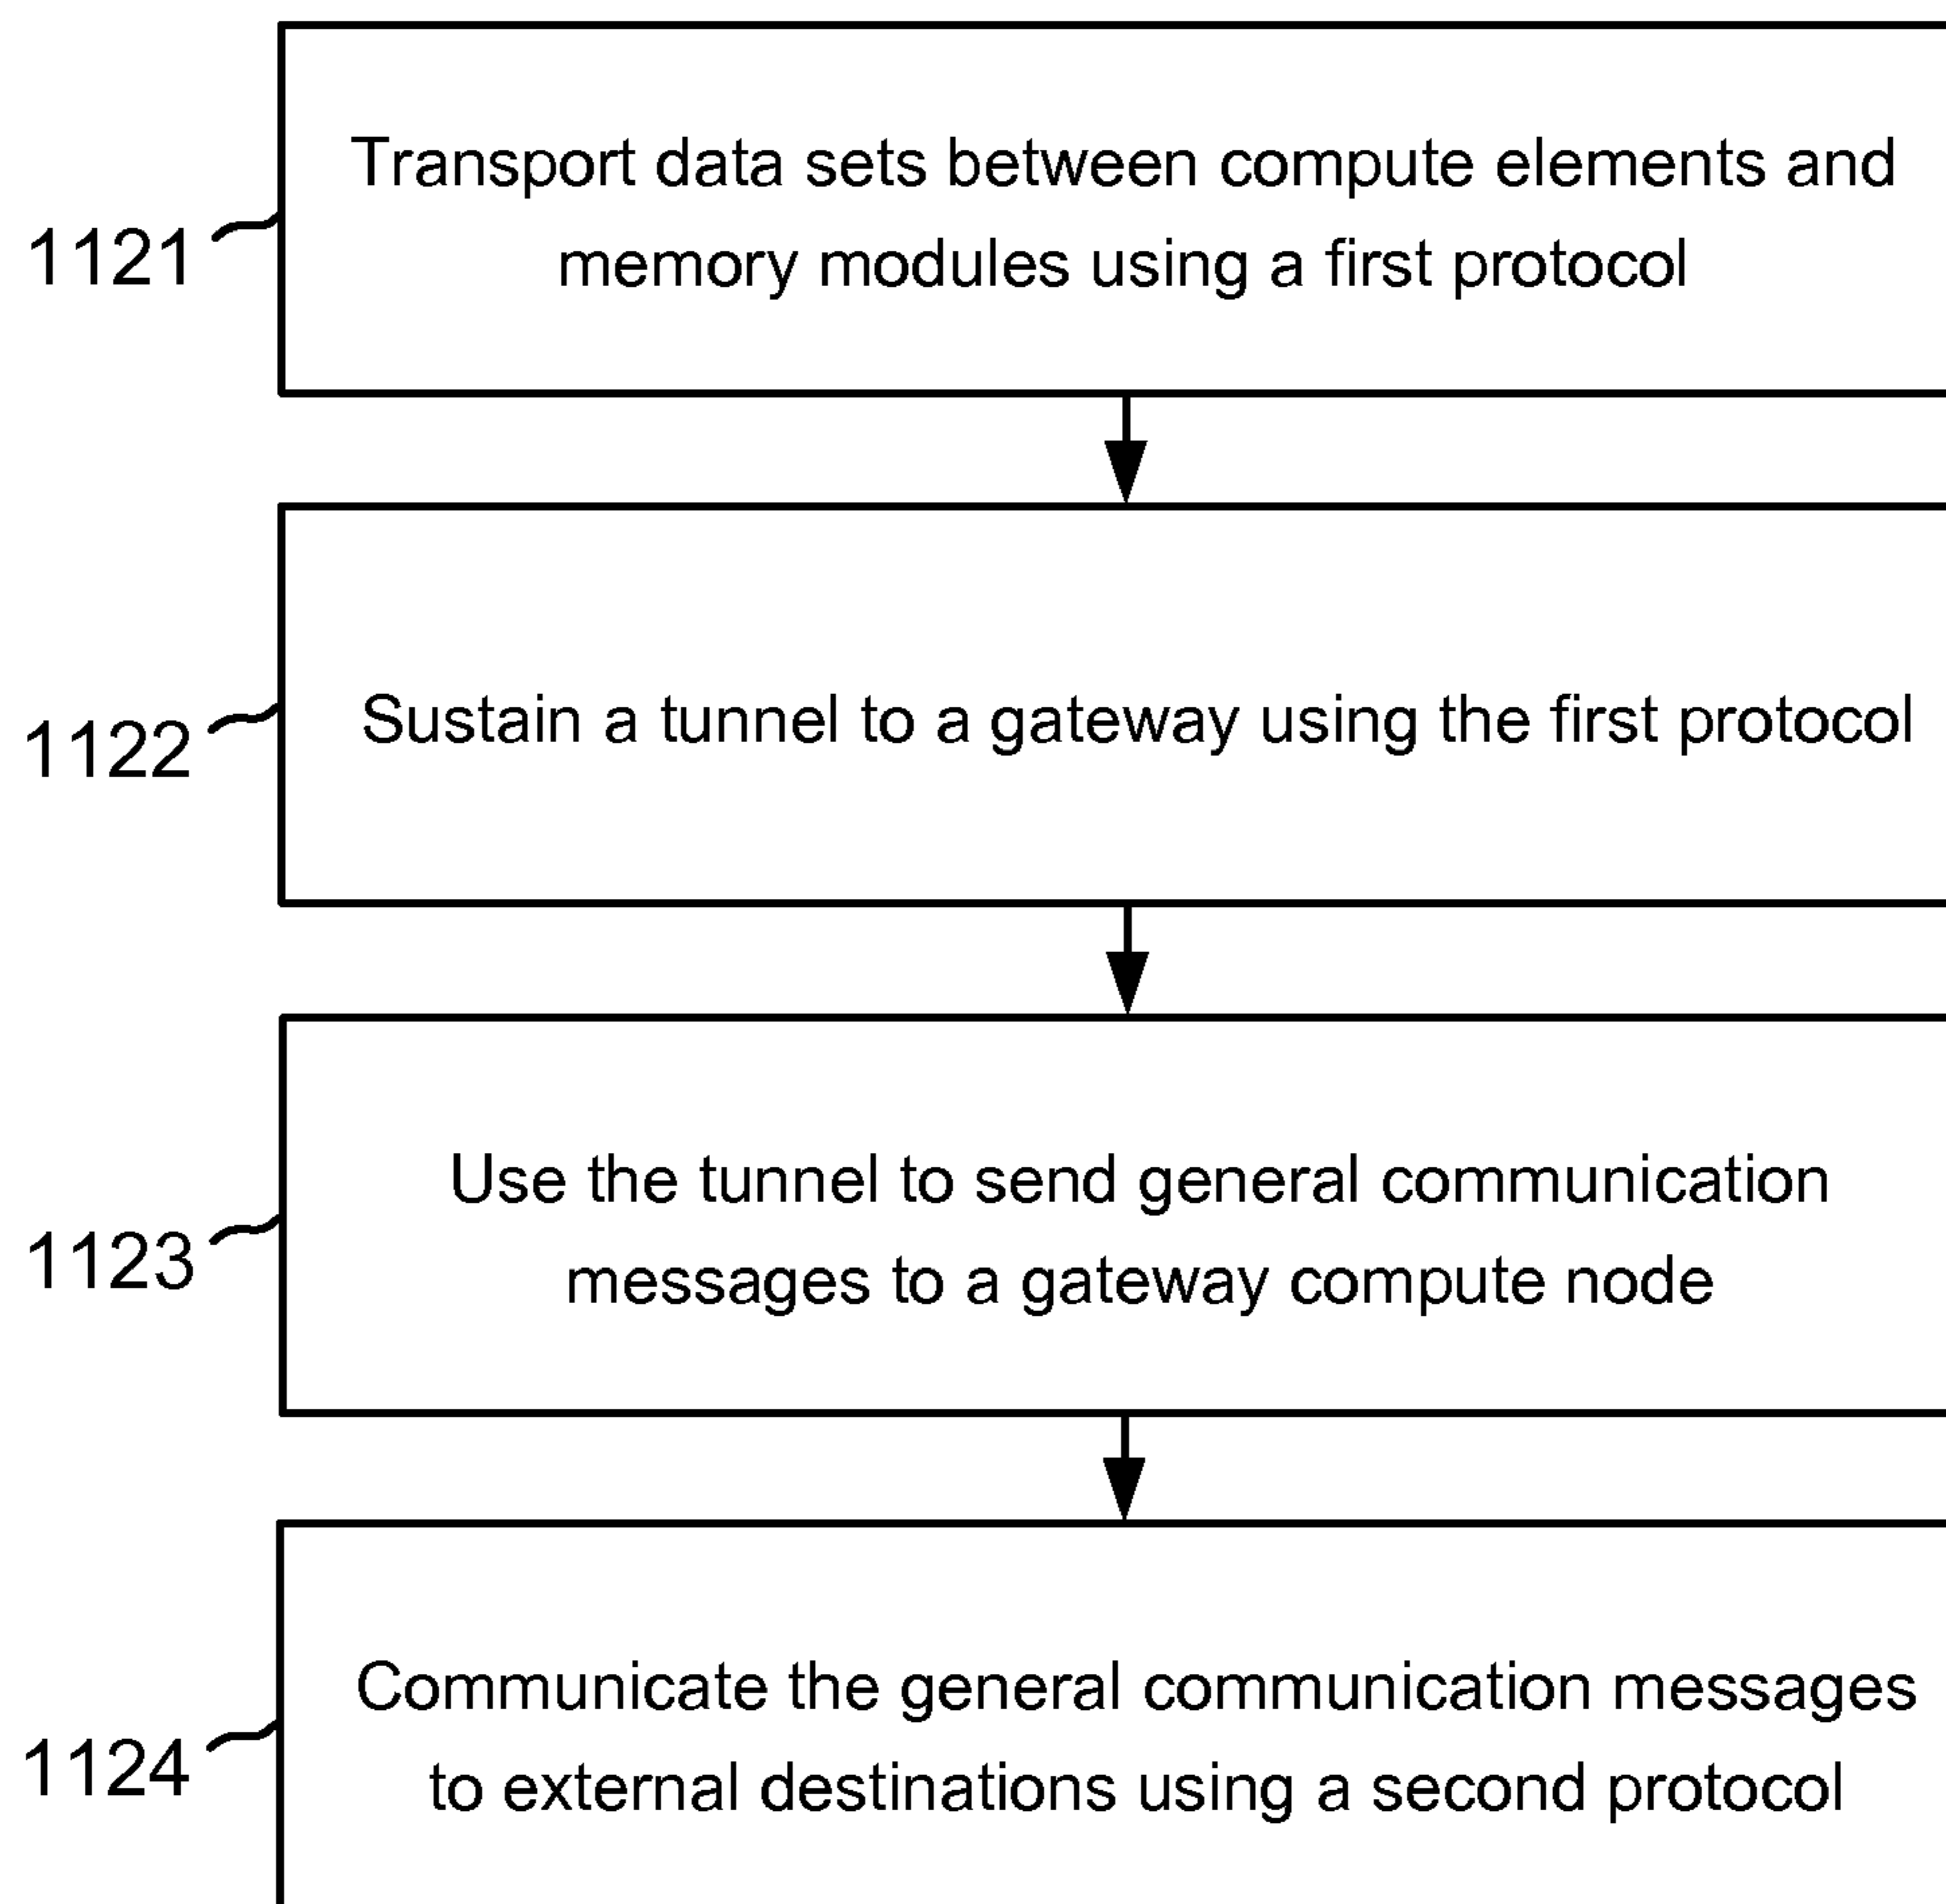 Transport data sets between compute elements and
memory modules using a first protocol
1121
Sustain a tunnel to a gateway using the first protocol
1122
Use the tunnel to send general communication
messages to a gateway compute node
1123
Communicate the general communication messages
to external destinations using a second protocol
1124